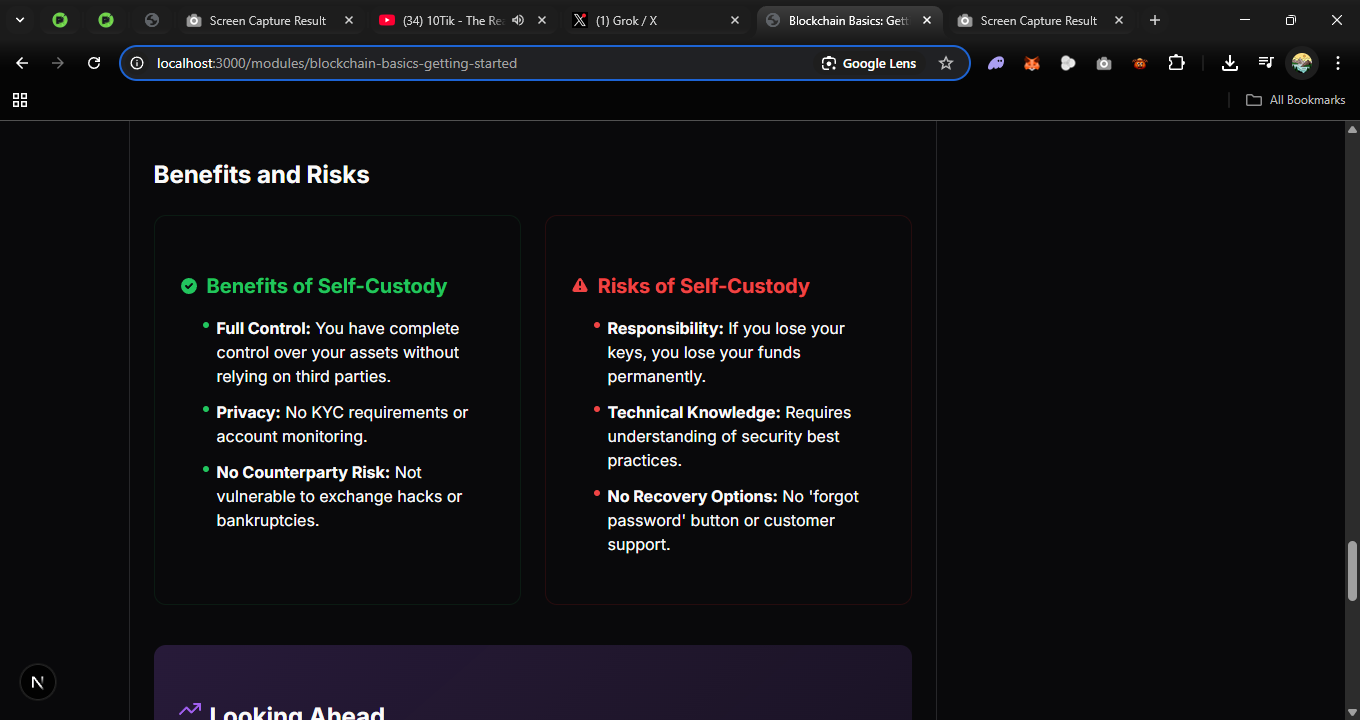 Screen Capture Result
(34) 10Tik - The Re
(1) Grok / X
Blockchain Basics: Gett
Screen Capture Result
localhost:3000/modules/blockchain-basics-getting-started
Google Lens
All Bookmarks
Benefits and Risks
Benefits of Self-Custody
Full Control: You have complete
control over your assets without
relying on third parties.
Privacy: No KYC requirements or
account monitoring.
No Counterparty Risk: Not
vulnerable to exchange hacks or
bankruptcies.
Risks of Self-Custody
Responsibility: If you lose your
keys, you lose your funds
permanently.
Technical Knowledge: Requires
understanding of security best
practices.
No Recovery Options: No 'forgot
password' button or customer
support.
N
Looking Ahead